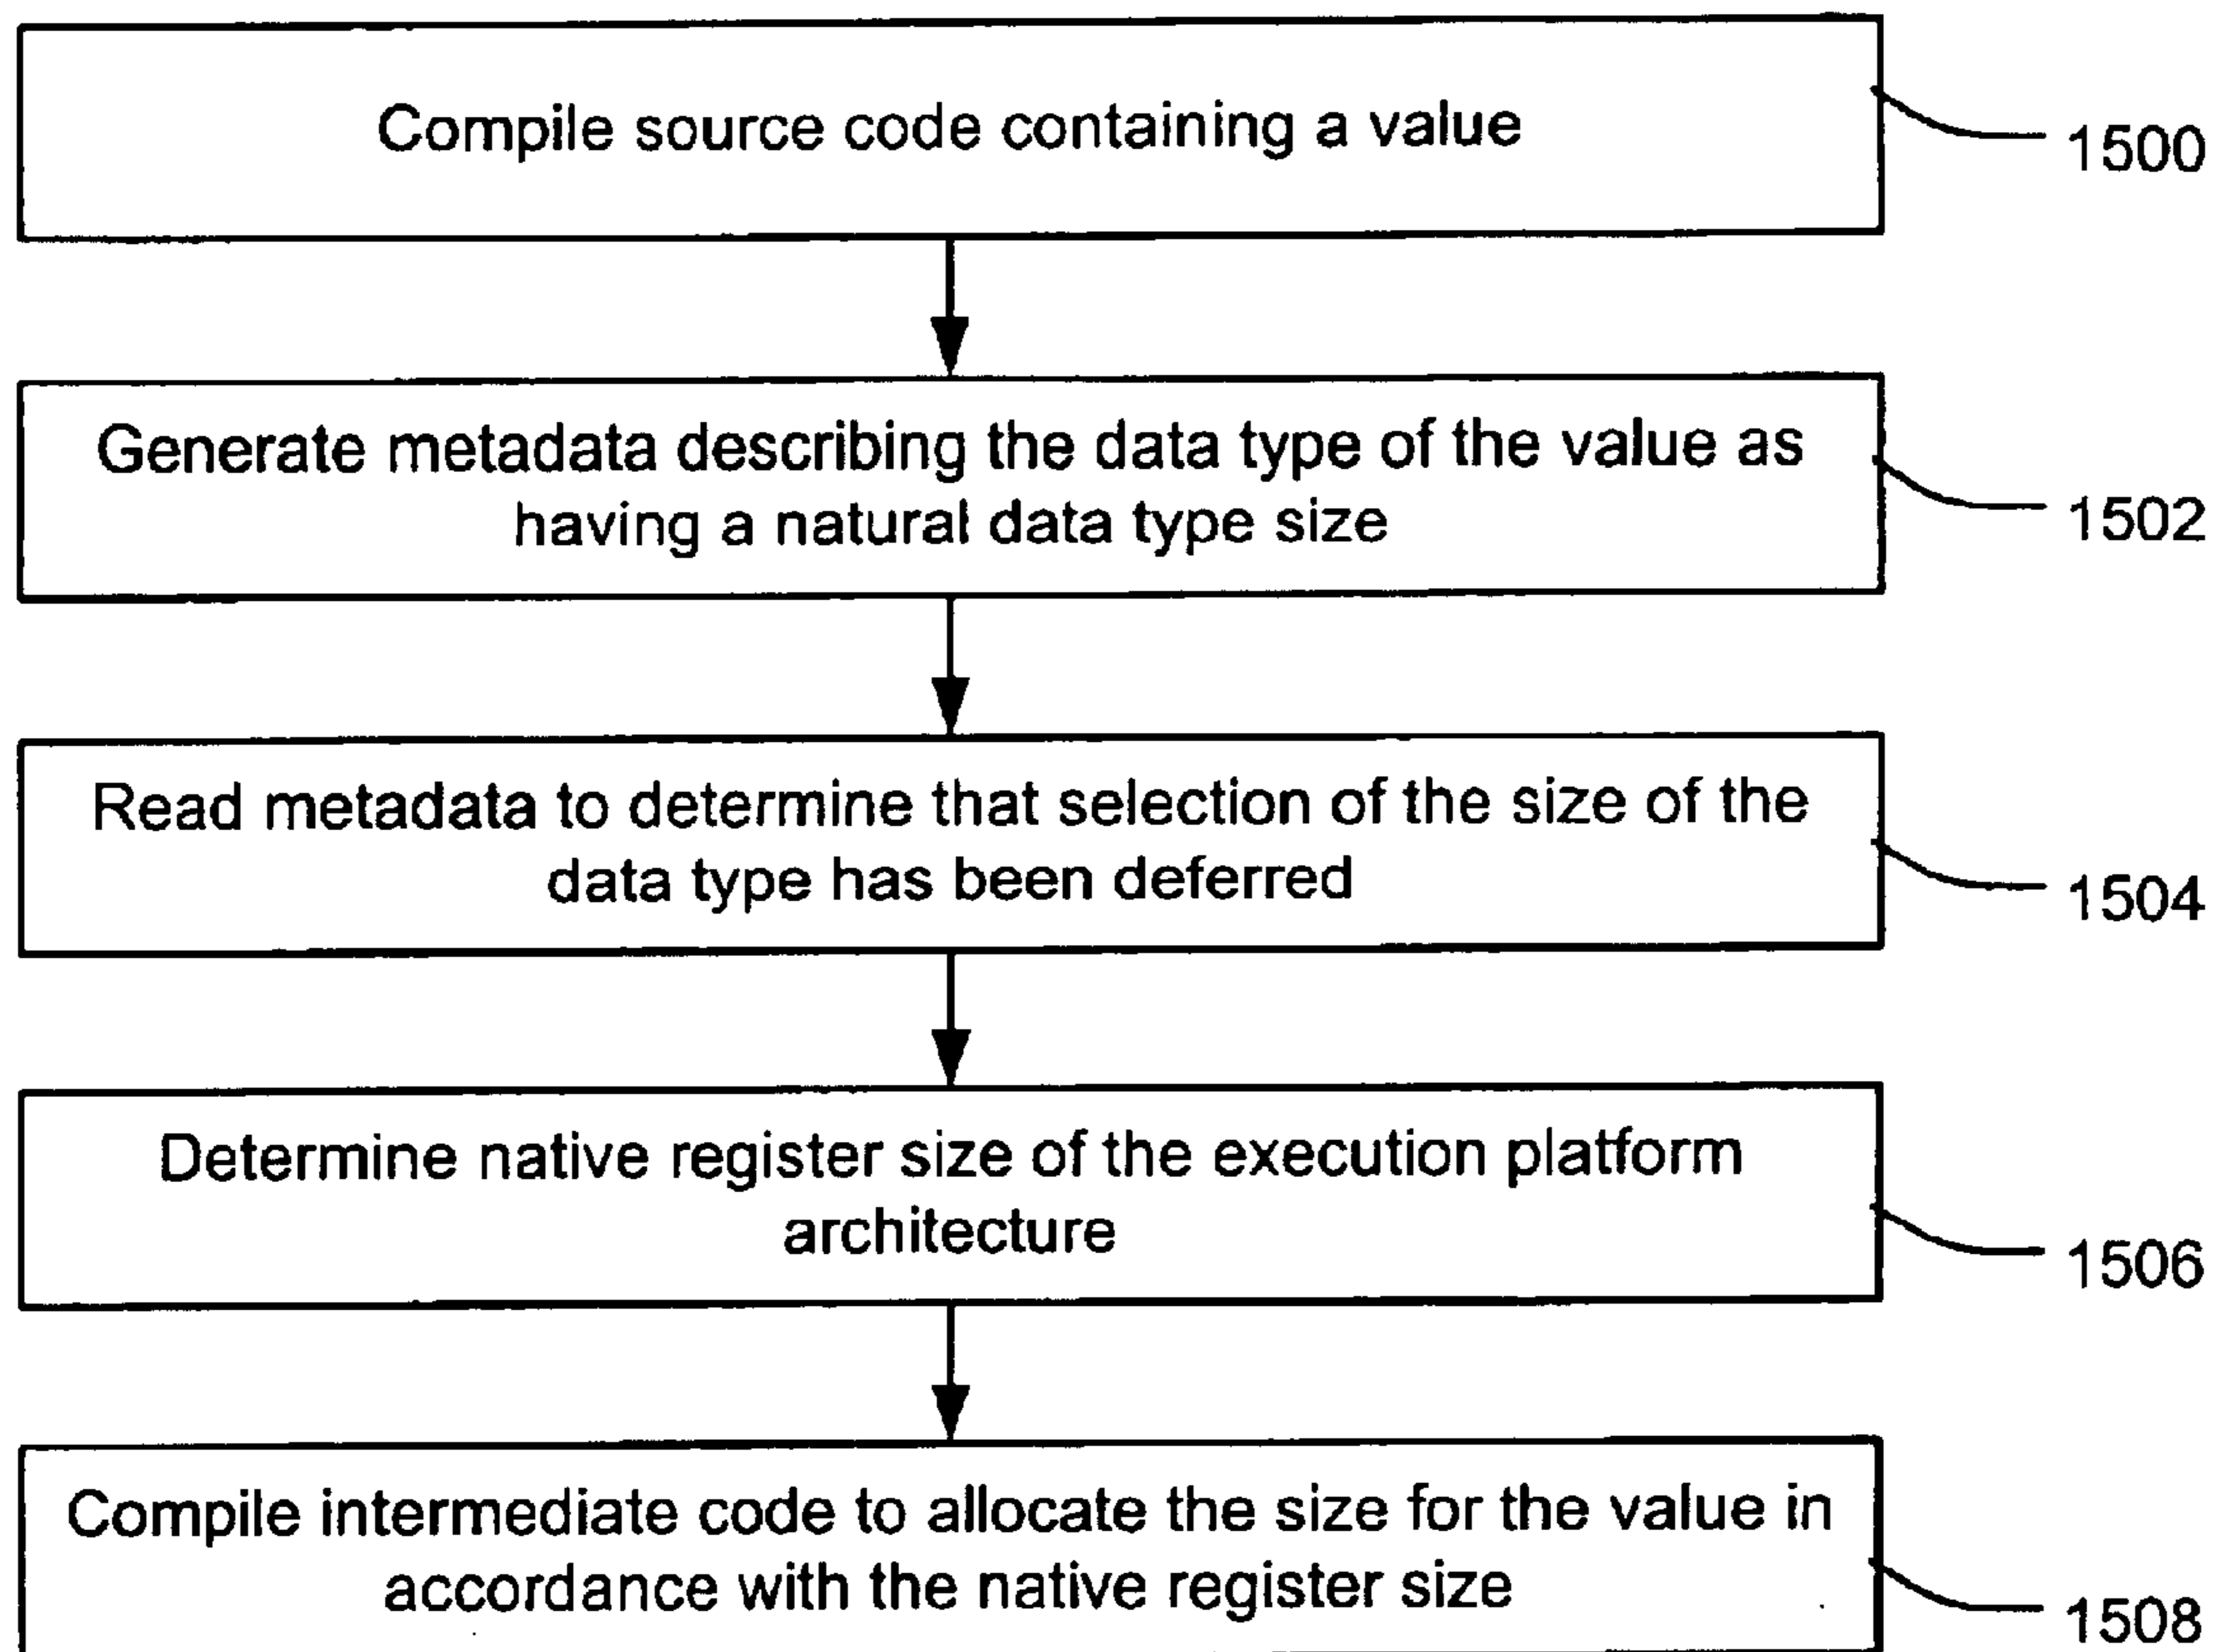 Compile source code containing a value
1500
Generate metadata describing the data type of the value as
having a natural data type size
1502
Read metadata to determine that selection of the size of the
data type has been deferred
1504
Determine native register size of the execution platform
architecture
1506
Compile intermediate code to allocate the size for the value in
accordance with the native register size
1508